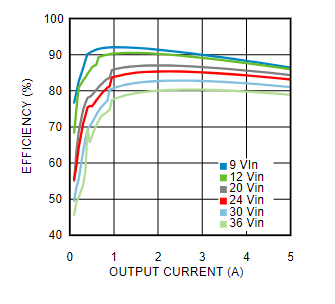 100
90
80
70
60
50
40
EFFICIENCY (%)
9 Vin
12 Vin
20 Vin
24 Vin
30 Vin
36 Vin
0 1 2 3 4 5
OUTPUT CURRENT (A)